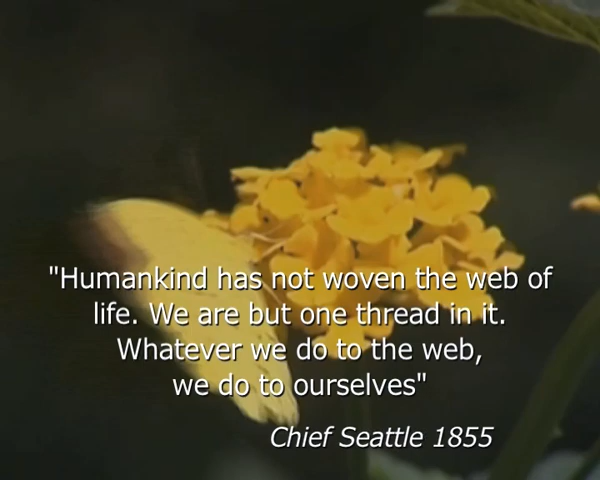 "Humankind has not woven the web of
life. We are but one thread in it.
Whatever we do to the web,
we do to ourselves"
Chief Seattle 1855